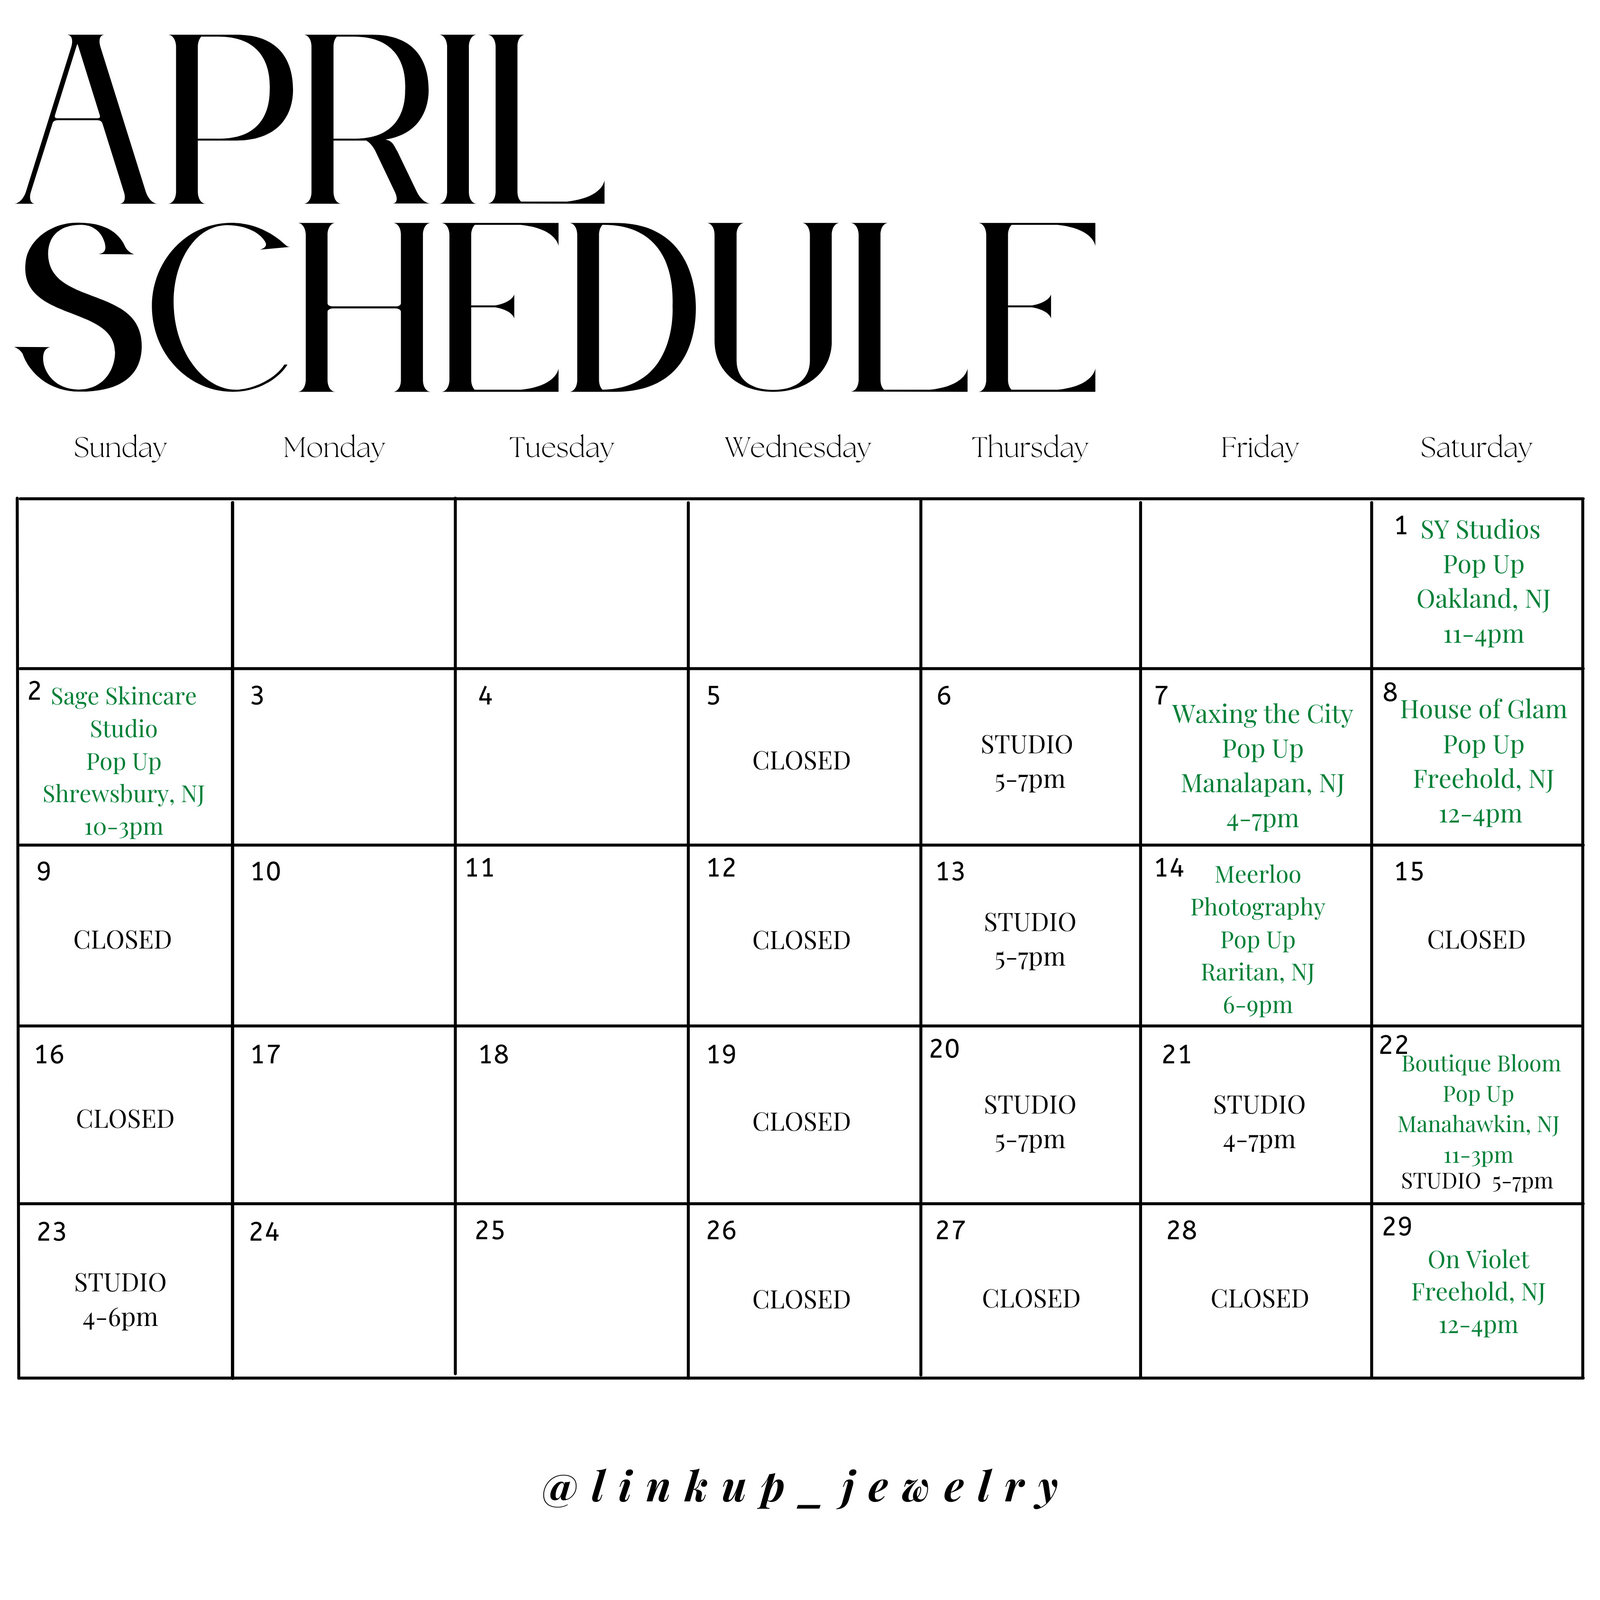 APRIL
SCHEDULE
Sunday Monday Tuesday Wednesday Thursday Friday Saturday
1 SY Studios
Pop Up
Oakland, NJ
11-4pm
2 Sage Skincare
Studio
Pop Up
Shrewsbury, NJ
10-3pm
3
4
5
CLOSED
6
STUDIO
5-7pm
7 Waxing the City
Pop Up
Manalapan, NJ
4-7pm
8 House of Glam
Pop Up
Freehold, NJ
12-4pm
9
CLOSED
10
11
12
CLOSED
13
STUDIO
5-7pm
14 Meerloo
Photography
Pop Up
Raritan, NJ
6-9pm
15
CLOSED
16
CLOSED
17
18
19
CLOSED
20
STUDIO
5-7pm
21
STUDIO
4-7pm
22
Boutique Bloom
Pop Up
Manahawkin, NJ
11-3pm
STUDIO 5-7pm
23
STUDIO
4-6pm
24
25
26
CLOSED
27
CLOSED
28
CLOSED
29
On Violet
Freehold, NJ
12-4pm
@linkup_jewelry